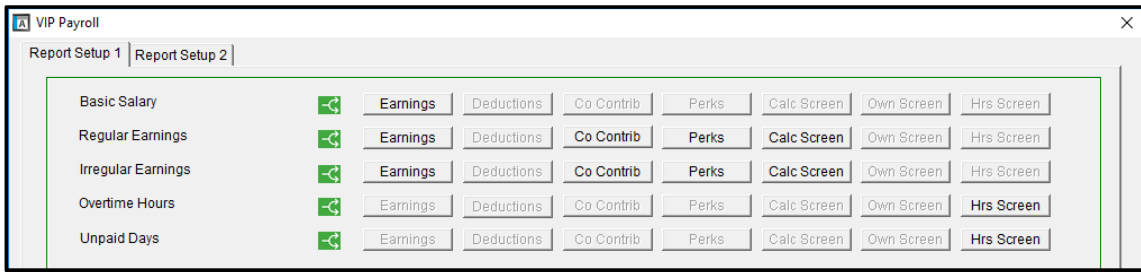 VIP Payroll
Report Setup 1 Report Setup 2
Basic Salary Earnings Deductions Co Contrib Perks Calc Screen Own Screen Hrs Screen
Regular Earnings Earnings Deductions Co Contrib Perks Calc Screen Own Screen Hrs Screen
Irregular Earnings Earnings Deductions Co Contrib Perks Calc Screen Own Screen Hrs Screen
Overtime Hours Earnings Deductions Co Contrib Perks Calc Screen Own Screen Hrs Screen
Unpaid Days Earnings Deductions Co Contrib Perks Calc Screen Own Screen Hrs Screen